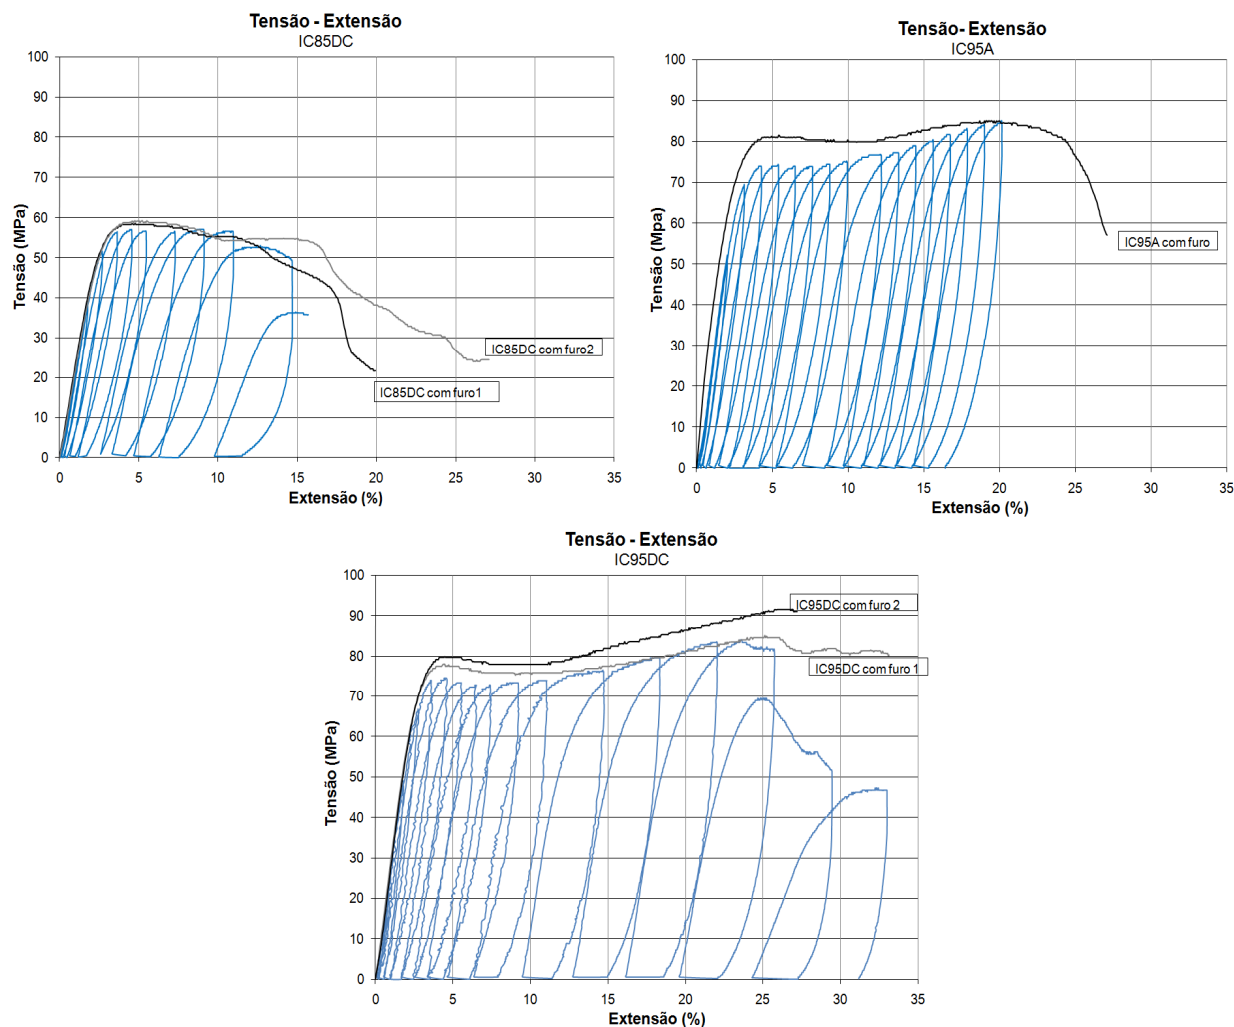 Tensão - Extensão
IC85DC
100
90
80
70
60
50
40
30
20
10
0
Tensão (MPa)
IC85DC com furo2
IC85DC com furo1
0 5 10 15 20 25 30 35
Extensão (%)
Tensão- Extensão
IC95A
100
90
80
70
60
50
40
30
20
10
0
Tensão (Mpa)
IC95A com furo
0 5 10 15 20 25 30 35
Extensão (%)
Tensão - Extensão
IC95DC
100
90
80
70
60
50
40
30
20
10
0
Tensão (MPa)
IC95DC com furo 2
IC95DC com furo 1
0 5 10 15 20 25 30 35
Extensão (%)